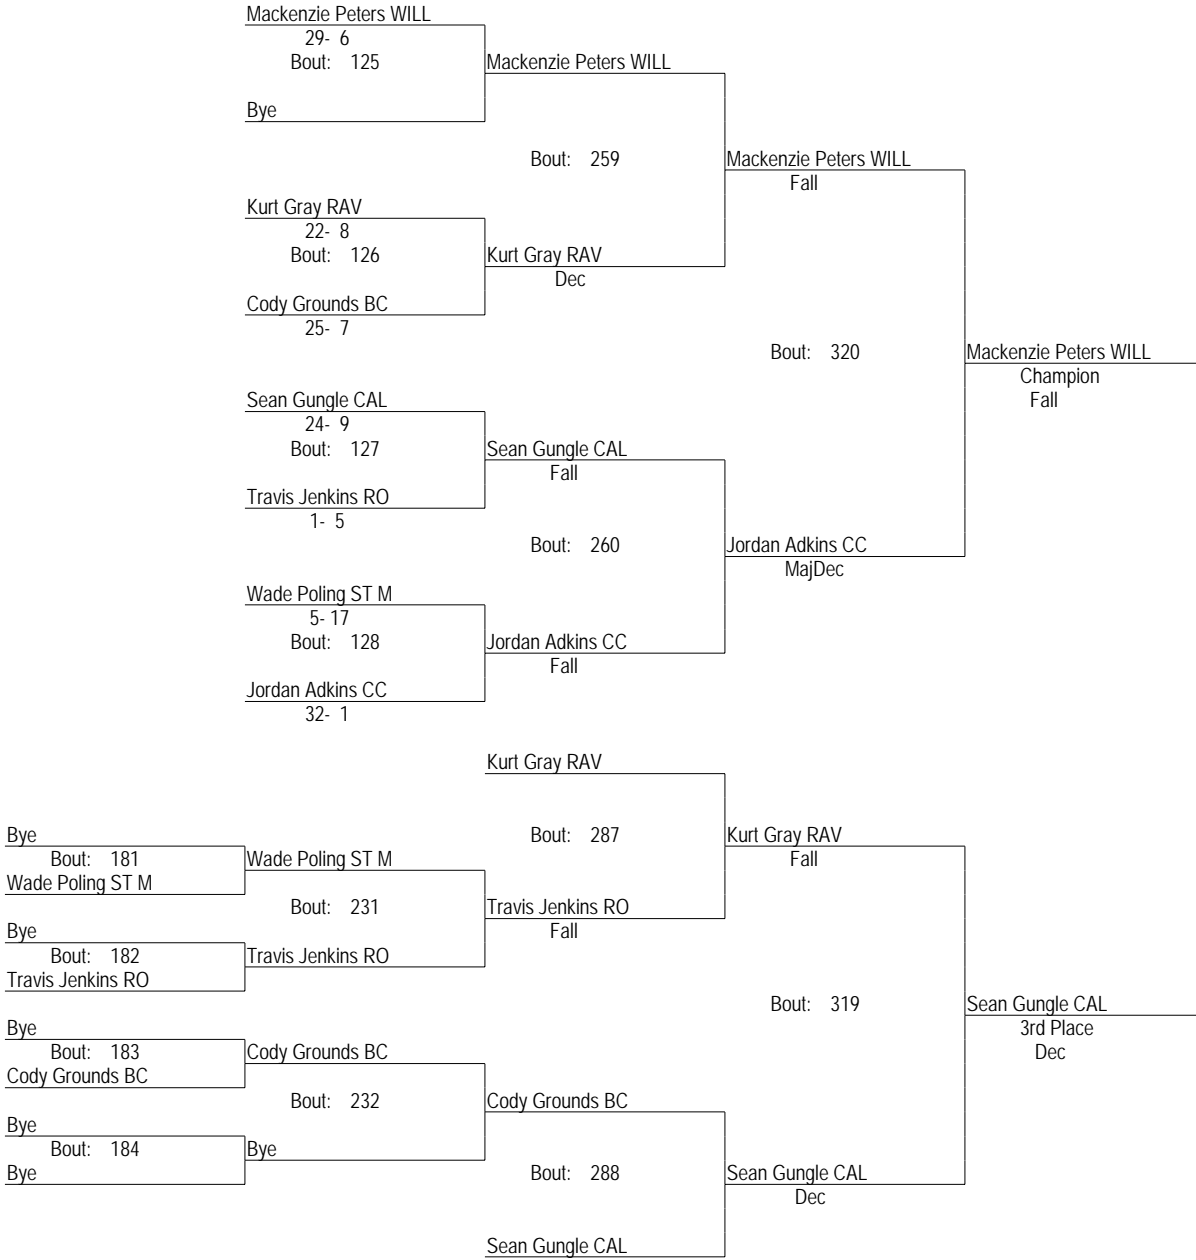 Mackenzie Peters WILL
29- 6
Bout: 125
Mackenzie Peters WILL
Bye
Bout: 259
Mackenzie Peters WILL
Fall
Kurt Gray RAV
22- 8
Bout: 126
Kurt Gray RAV
Dec
Cody Grounds BC
25- 7
Bout: 320
Mackenzie Peters WILL
Champion
Fall
Sean Gungle CAL
24- 9
Bout: 127
Sean Gungle CAL
Fall
Travis Jenkins RO
1- 5
Bout: 260
Jordan Adkins CC
MajDec
Wade Poling ST M
5- 17
Bout: 128
Jordan Adkins CC
Fall
Jordan Adkins CC
32- 1
Kurt Gray RAV
Bye
Bout: 287
Kurt Gray RAV
Fall
Bout: 181
Wade Poling ST M
Wade Poling ST M
Bout: 231
Travis Jenkins RO
Fall
Bye
Bout: 182
Travis Jenkins RO
Travis Jenkins RO
Bout: 319
Sean Gungle CAL
3rd Place
Dec
Bye
Bout: 183
Cody Grounds BC
Cody Grounds BC
Bout: 232
Cody Grounds BC
Bye
Bout: 184
Bye
Bye
Bout: 288
Sean Gungle CAL
Dec
Sean Gungle CAL